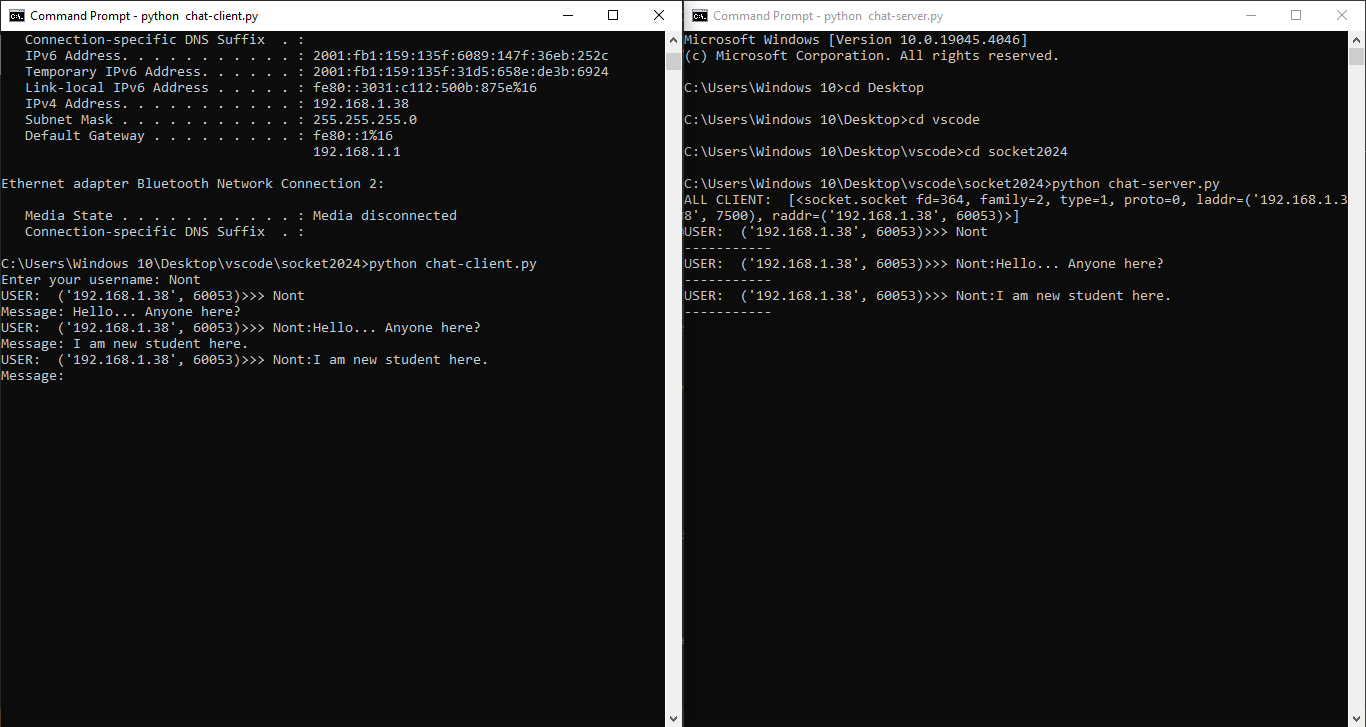 Command Prompt - python  chat-client.py
Connection-specific DNS Suffix  . :
IPv6 Address. . . . . . . . . . . : 2001:fb1:159:135f:6089:147f:36eb:252c
Temporary IPv6 Address. . . . . . : 2001:fb1:159:135f:31d5:658e:de3b:6924
Link-local IPv6 Address . . . . . : fe80::3031:c112:500b:875e%16
IPv4 Address. . . . . . . . . . . : 192.168.1.38
Subnet Mask . . . . . . . . . . . : 255.255.255.0
Default Gateway . . . . . . . . . : fe80::1%16
192.168.1.1
Ethernet adapter Bluetooth Network Connection 2:
Media State . . . . . . . . . . . : Media disconnected
Connection-specific DNS Suffix  . :
C:\Users\Windows 10\Desktop\vscode\socket2024>python chat-client.py
Enter your username: Nont
USER:  ('192.168.1.38', 60053)>>> Nont
Message: Hello... Anyone here?
USER:  ('192.168.1.38', 60053)>>> Nont:Hello... Anyone here?
Message: I am new student here.
USER:  ('192.168.1.38', 60053)>>> Nont:I am new student here.
Message:
Command Prompt - python  chat-server.py
Microsoft Windows [Version 10.0.19045.4046]
(c) Microsoft Corporation. All rights reserved.
C:\Users\Windows 10>cd Desktop
C:\Users\Windows 10\Desktop>cd vscode
C:\Users\Windows 10\Desktop\vscode>cd socket2024
C:\Users\Windows 10\Desktop\vscode\socket2024>python chat-server.py
ALL CLIENT:  [<socket.socket fd=364, family=2, type=1, proto=0, laddr=('192.168.1.3
8', 7500), raddr=('192.168.1.38', 60053)>]
USER:  ('192.168.1.38', 60053)>>> Nont
-----------
USER:  ('192.168.1.38', 60053)>>> Nont:Hello... Anyone here?
-----------
USER:  ('192.168.1.38', 60053)>>> Nont:I am new student here.
-----------